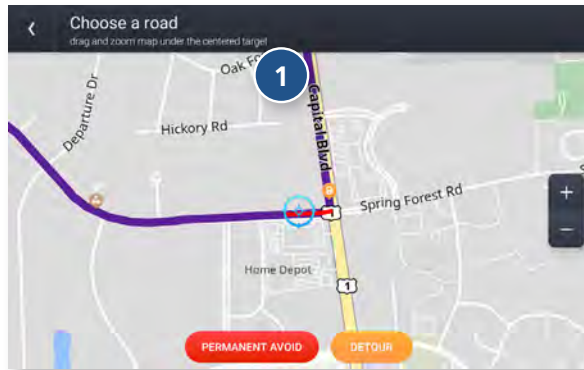 Choose a road
drag and zoom map under the centered target
Oak Fo
1
Capital Blvd
Departure Dr
Hickory Rd
Spring Forest Rd
1
Home Depot
1
+
−
PERMANENT AVOID
DETOUR